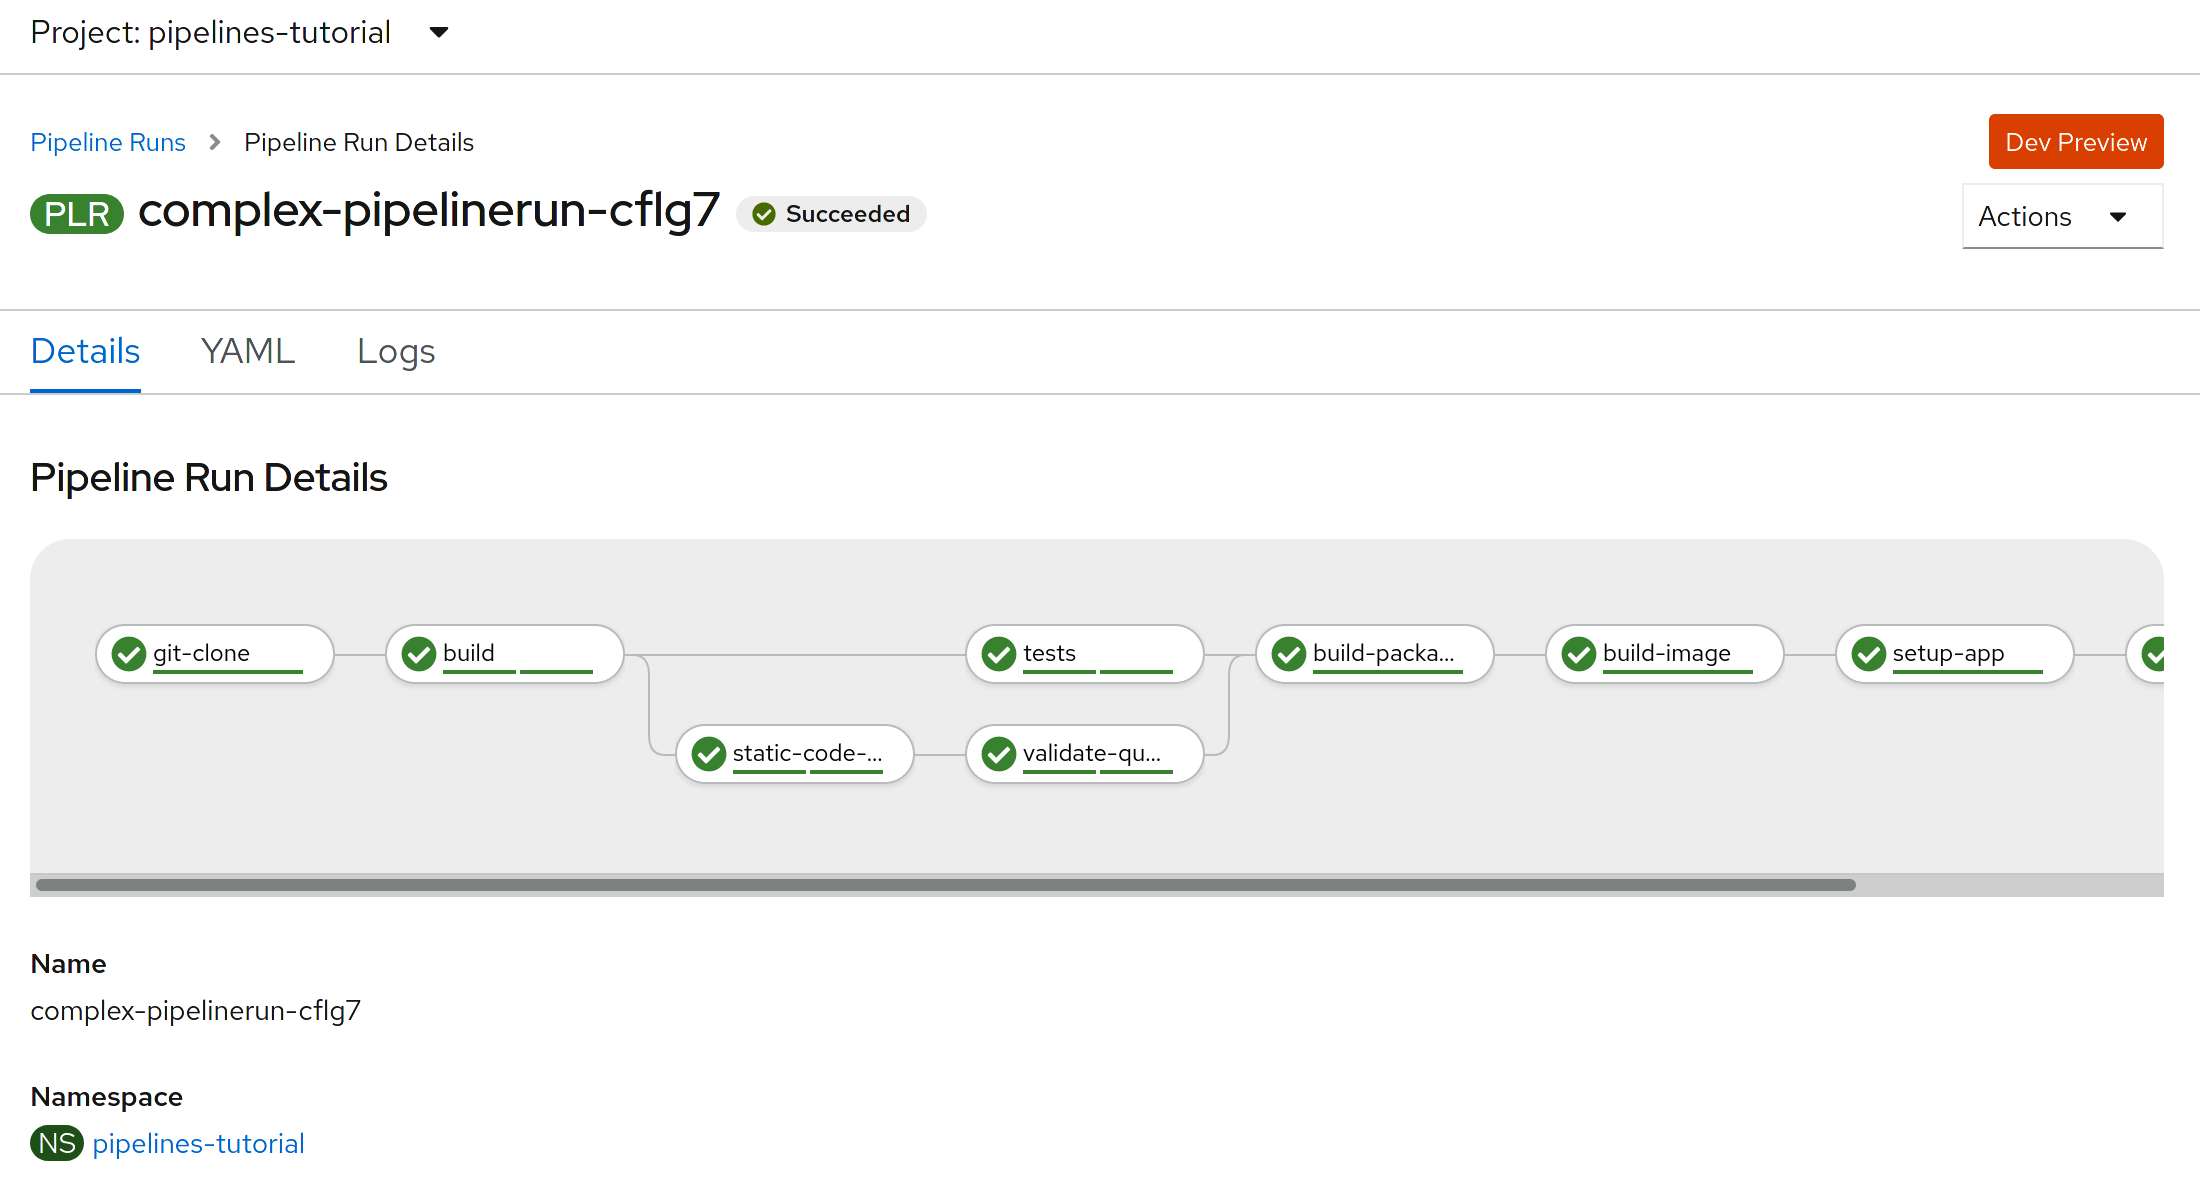 Project: pipelines-tutorial
Pipeline Runs > Pipeline Run Details
Dev Preview
PLR complex-pipelinerun-cflg7 Succeeded
Actions
Details YAML Logs
Pipeline Run Details
git-clone build tests build-packa... build-image setup-app
static-code-... validate-qu...
Name
complex-pipelinerun-cflg7
Namespace
NS pipelines-tutorial